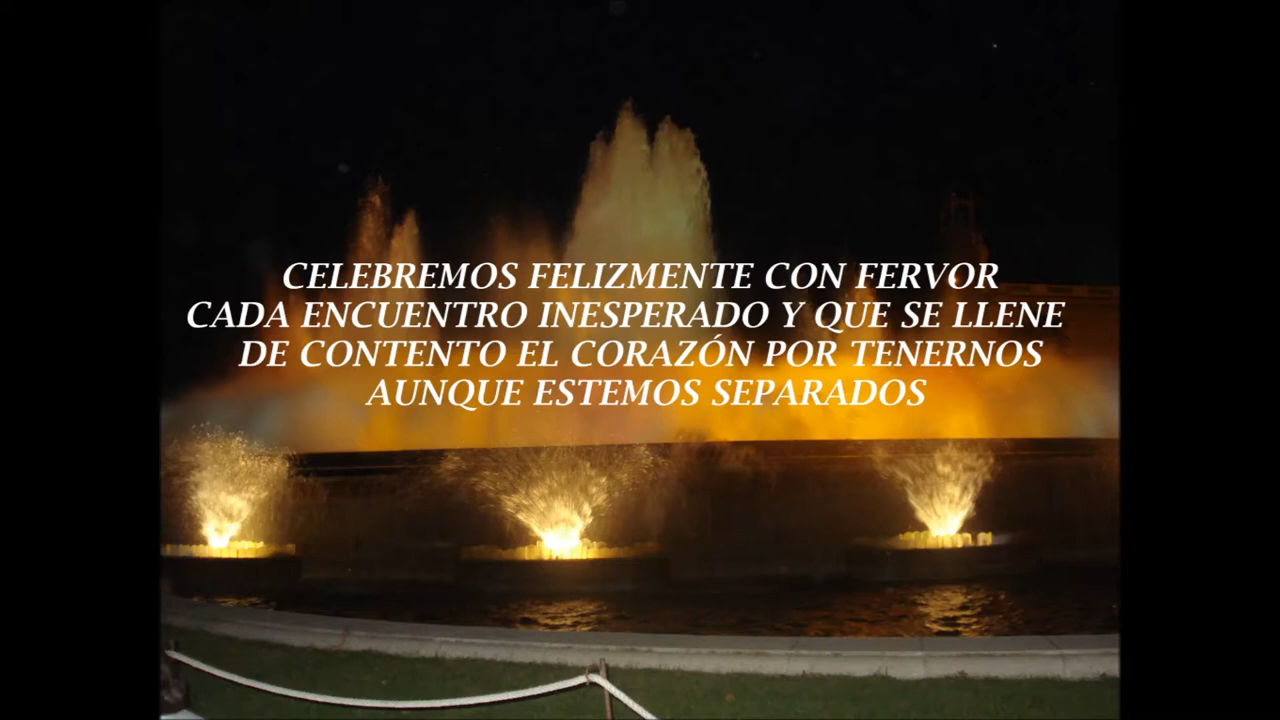 CELEBREMOS FELIZMENTE CON FERVOR
CADA ENCUENTRO INESPERADO Y QUE SE LLENE
DE CONTENTO EL CORAZÓN POR TENERNOS
AUNQUE ESTEMOS SEPARADOS